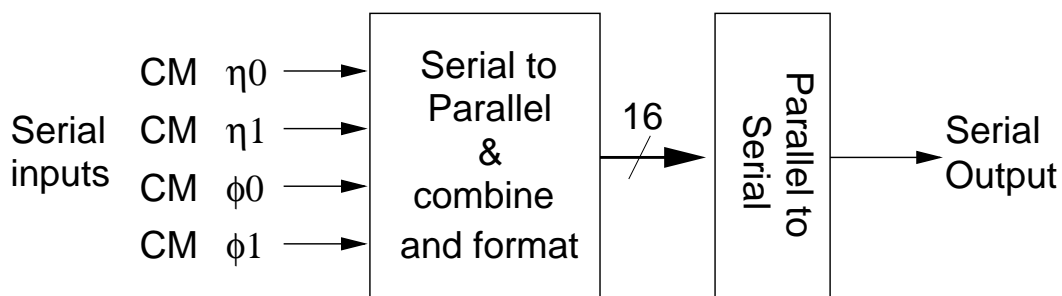 Serial
inputs
CM η0
CM η1
CM ϕ0
CM ϕ1
Serial to
Parallel
&
combine
and format
16
Parallel to
Serial
Serial
Output